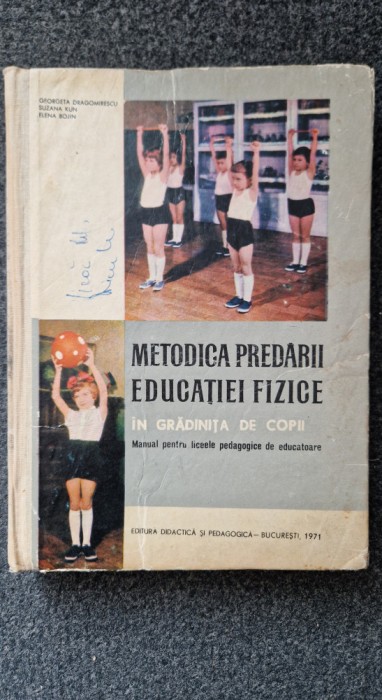 GEORGETA DRAGOMIRESCU
SUZANA KUN
ELENA BOJIN
METODICA PREDĂRII
EDUCAȚIEI FIZICE
ÎN GRĂDINIȚA DE COPII
Manual pentru liceele pedagogice de educatoare
EDITURA DIDACTICĂ ȘI PEDAGOGICĂ – BUCUREȘTI, 1971